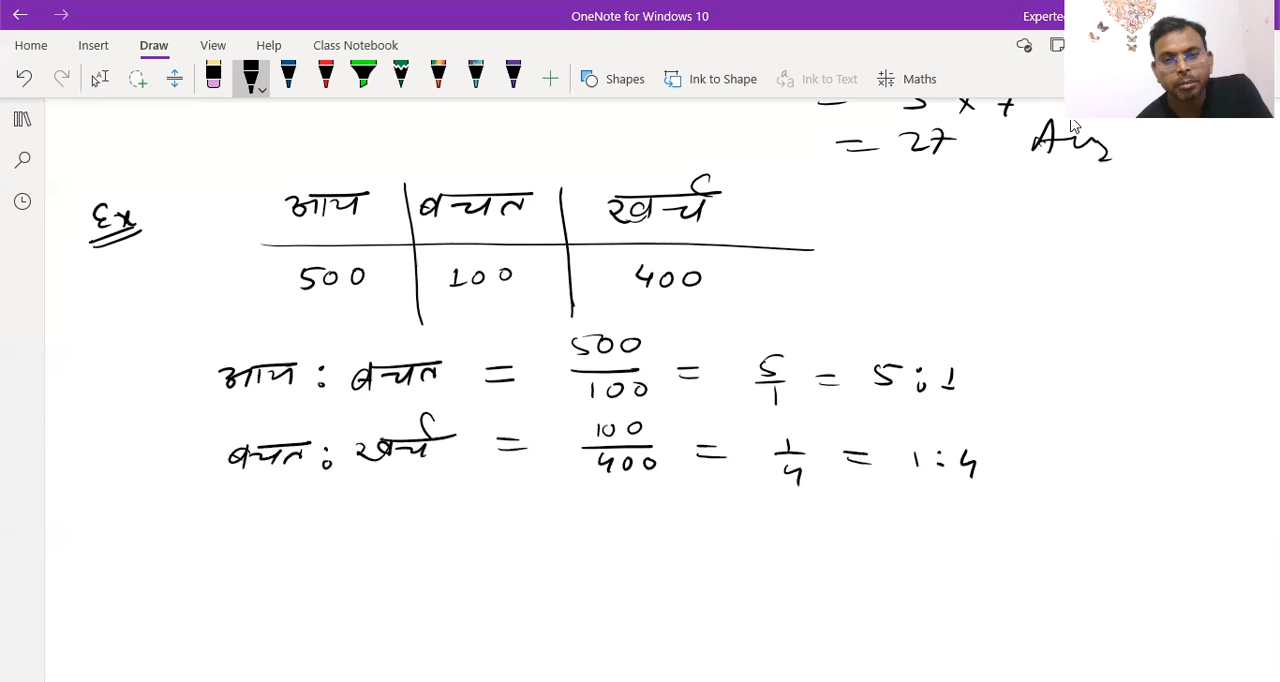 OneNote for Windows 10
Home Insert Draw View Help Class Notebook
Shapes Ink to Shape Ink to Text Maths
= 27 Ans
Ex आय बचत खर्च
500 100 400
आय : बचत = 500/100 = 5/1 = 5:1
बचत : खर्च = 100/400 = 1/4 = 1:4